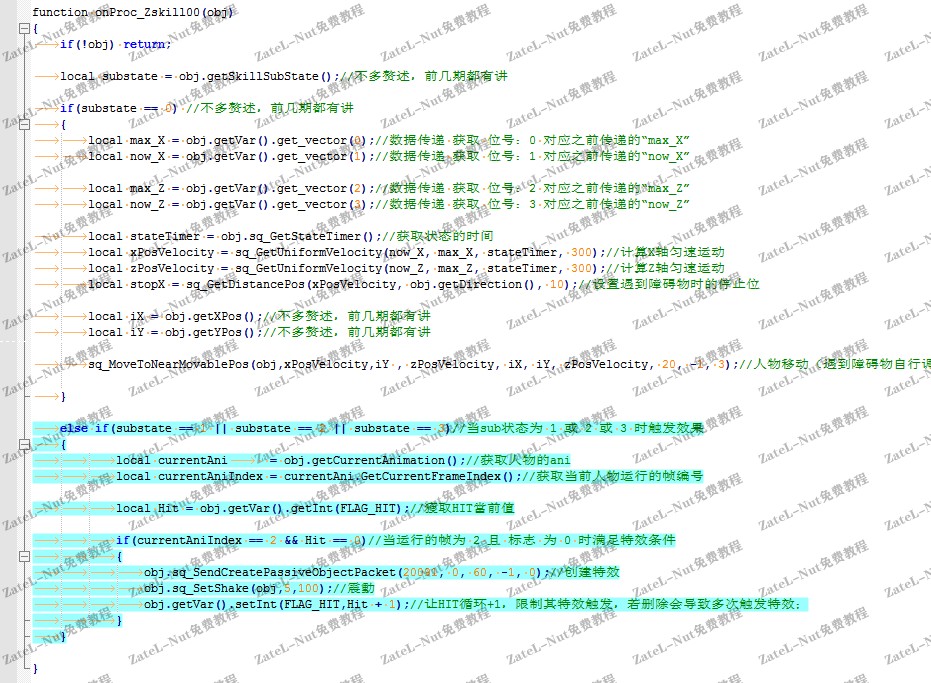 function onProc_Zskill00(obj)
{
if(!obj) return;
local substate = obj.getSkillSubState();//不多赘述，前几期都有讲
if(substate == 0) //不多赘述，前几期都有讲
{
local max_X = obj.getVar().get_vector(0);//数据传递 获取 位号：0 对应之前传递的“max_X”
local now_X = obj.getVar().get_vector(1);//数据传递 获取 位号：1 对应之前传递的“now_X”
local max_Z = obj.getVar().get_vector(2);//数据传递 获取 位号：2 对应之前传递的“max_Z”
local now_Z = obj.getVar().get_vector(3);//数据传递 获取 位号：3 对应之前传递的“now_Z”
local stateTimer = obj.sq_GetStateTimer();//获取状态的时间
local xPosVelocity = sq_GetUniformVelocity(now_X, max_X, stateTimer, 300);//计算X轴匀速运动
local zPosVelocity = sq_GetUniformVelocity(now_Z, max_Z, stateTimer, 300);//计算Z轴匀速运动
local stopX = sq_GetDistancePos(xPosVelocity, obj.getDirection(), 10);//设置遇到障碍物时的停止位
local iX = obj.getXPos();//不多赘述，前几期都有讲
local iY = obj.getYPos();//不多赘述，前几期都有讲
sq_MoveToNearMovablePos(obj,xPosVelocity,iY , zPosVelocity, iX, iY, zPosVelocity, 20, -1, 3);//人物移动（遇到障碍物自行调
}
else if(substate == 1 || substate == 2 || substate == 3)//当sub状态为 1 或 2 或 3 时触发效果
{
local currentAni = obj.getCurrentAnimation();//获取人物的ani
local currentAniIndex = currentAni.GetCurrentFrameIndex();//获取当前人物运行的帧编号
local Hit = obj.getVar().getInt(FLAG_HIT);//獲取HIT當前值
if(currentAniIndex == 2 && Hit == 0)//当运行的帧为 2 且 标志 为 0 时满足特效条件
{
obj.sq_SendCreatePassiveObjectPacket(20091, 0, 60, -1, 0);//创建特效
obj.sq_SetShake(obj,5,100);//震動
obj.getVar().setInt(FLAG_HIT,Hit + 1);//让HIT循环+1，限制其特效触发，若删除会导致多次触发特效；
}
}
}
ZateL-Nut免费教程